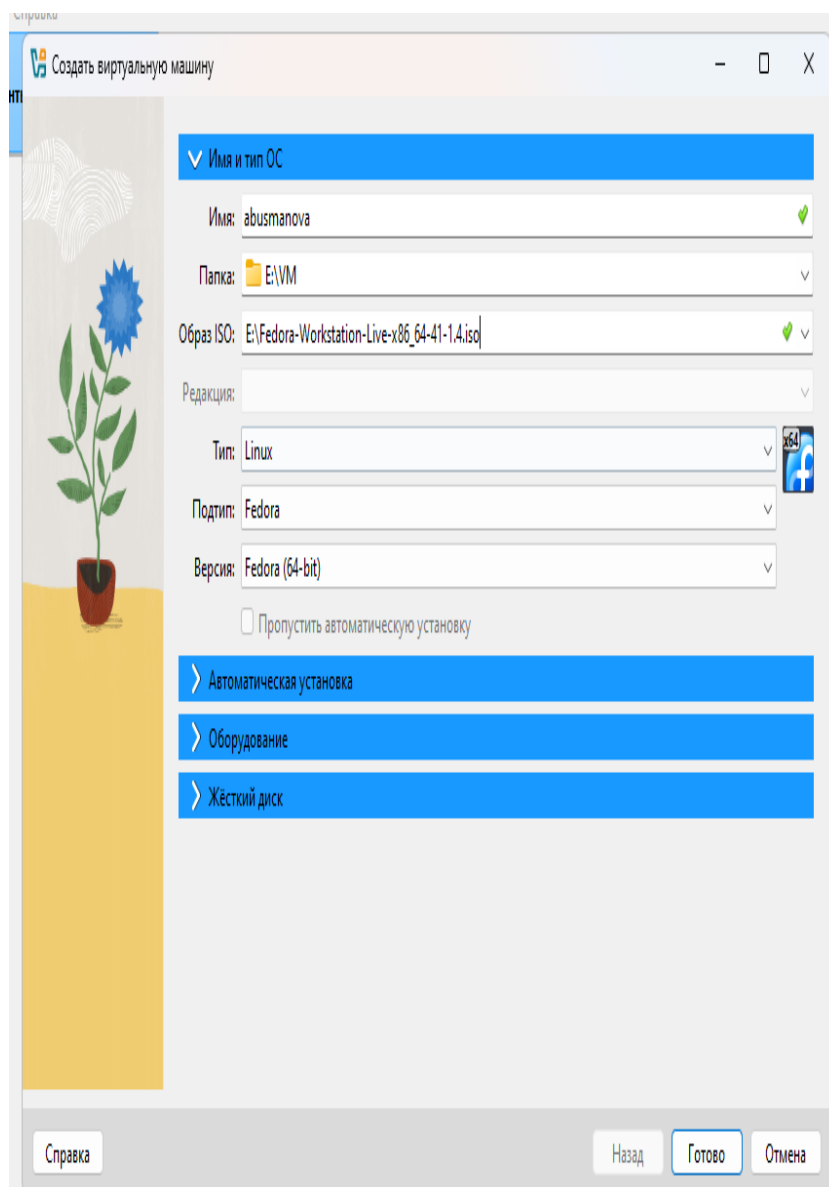 Справка
Создать виртуальную машину
Имя и тип ОС
Имя: abusmanova
Папка: E:\VM
Образ ISO: E:\Fedora-Workstation-Live-x86_64-41-1.4.iso
Редакция:
Тип: Linux
x64
Подтип: Fedora
Версия: Fedora (64-bit)
Пропустить автоматическую установку
Автоматическая установка
Оборудование
Жёсткий диск
Справка Назад Готово Отмена